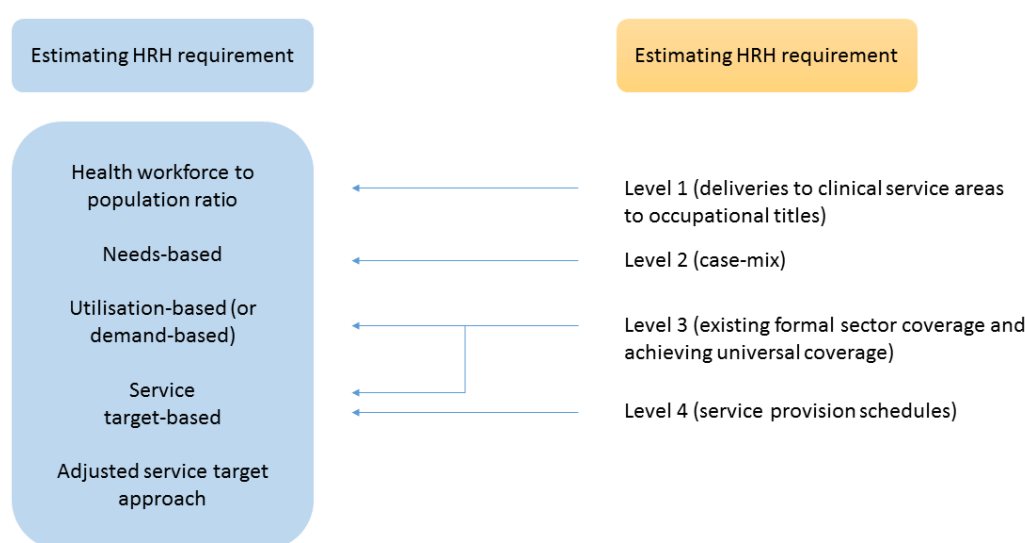 Estimating HRH requirement
Estimating HRH requirement
Health workforce to
population ratio
Needs-based
Utilisation-based (or
demand-based)
Service
target-based
Adjusted service target
approach
Level 1 (deliveries to clinical service areas
to occupational titles)
Level 2 (case-mix)
Level 3 (existing formal sector coverage and
achieving universal coverage)
Level 4 (service provision schedules)